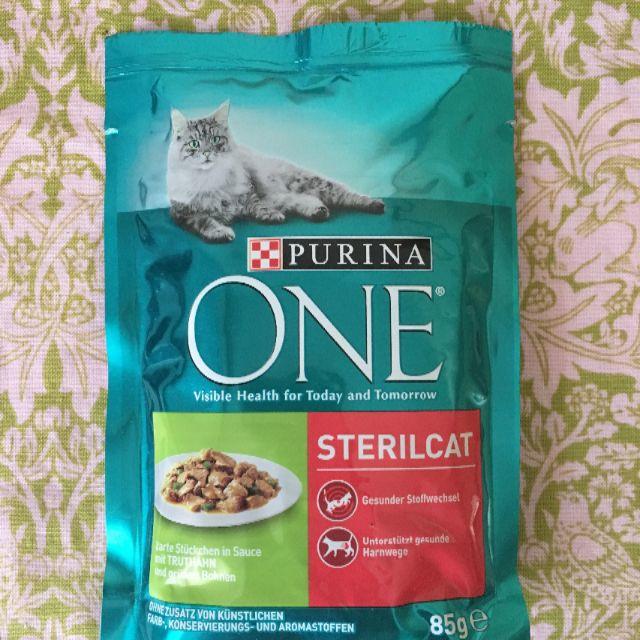 PURINA
ONE®
Visible Health for Today and Tomorrow
STERILCAT
Gesunder Stoffwechsel
Unterstützt gesunde
Harnwege
Zarte Stückchen in Sauce
mit TRUTHAHN
und grünen Bohnen
OHNE ZUSATZ VON KÜNSTLICHEN
FARB-, KONSERVIERUNGS- UND AROMASTOFFEN
85g℮